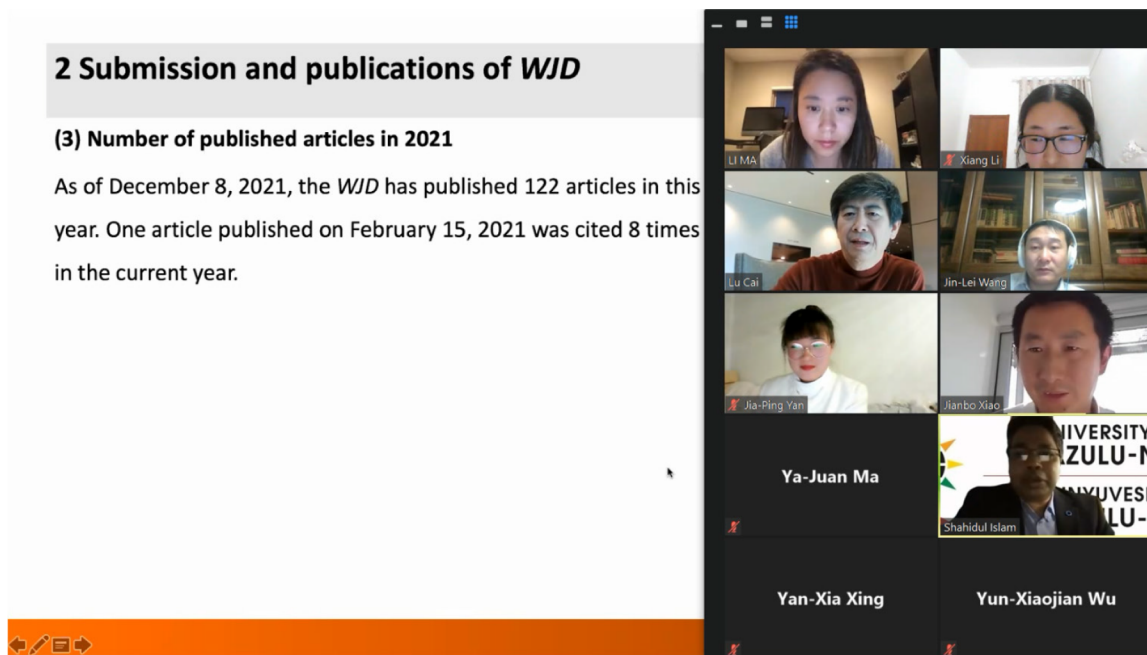 2 Submission and publications of WJD
(3) Number of published articles in 2021
As of December 8, 2021, the WJD has published 122 articles in this
year. One article published on February 15, 2021 was cited 8 times
in the current year.
LI MA
Xiang Li
Lu Cai
Jin-Lei Wang
Jia-Ping Yan
Jianbo Xiao
Ya-Juan Ma
Shahidul Islam
Yan-Xia Xing
Yun-Xiaojian Wu